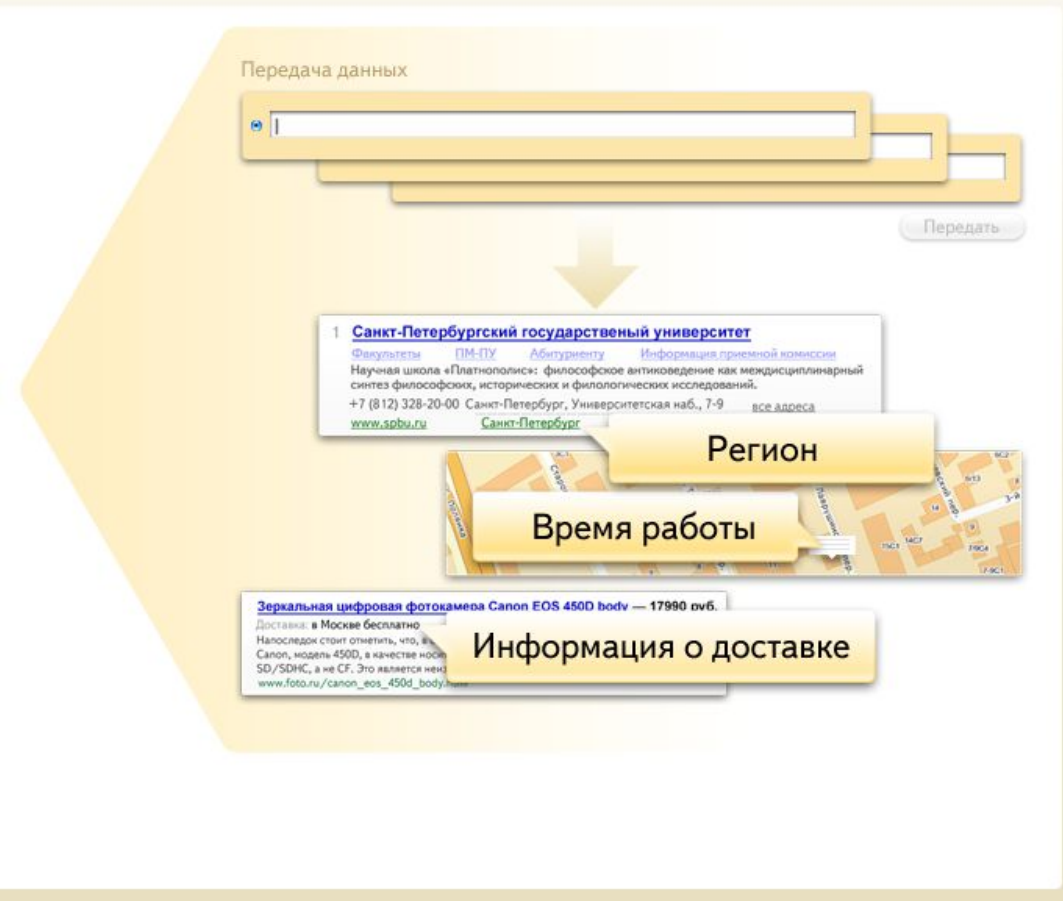 Передача данных
Передать
1 Санкт-Петербургский государственый университет
Факультеты ПМ-ПУ Абитуриенту Информация приемной комиссии
Научная школа «Платнополис»: философское антиковедение как междисциплинарный
синтез философских, исторических и филологических исследований.
+7 (812) 328-20-00 Санкт-Петербург, Университетская наб., 7-9 все адреса
www.spbu.ru Санкт-Петербург
Регион
Время работы
Зеркальная цифровая фотокамера Canon EOS 450D body — 17990 руб.
Доставка: в Москве бесплатно
Информация о доставке
Напоследок стоит отметить, что, в
Canon, модель 450D, в качестве
SD/SDHC, а не CF. Это является
www.foto.ru/canon_eos_450d_body